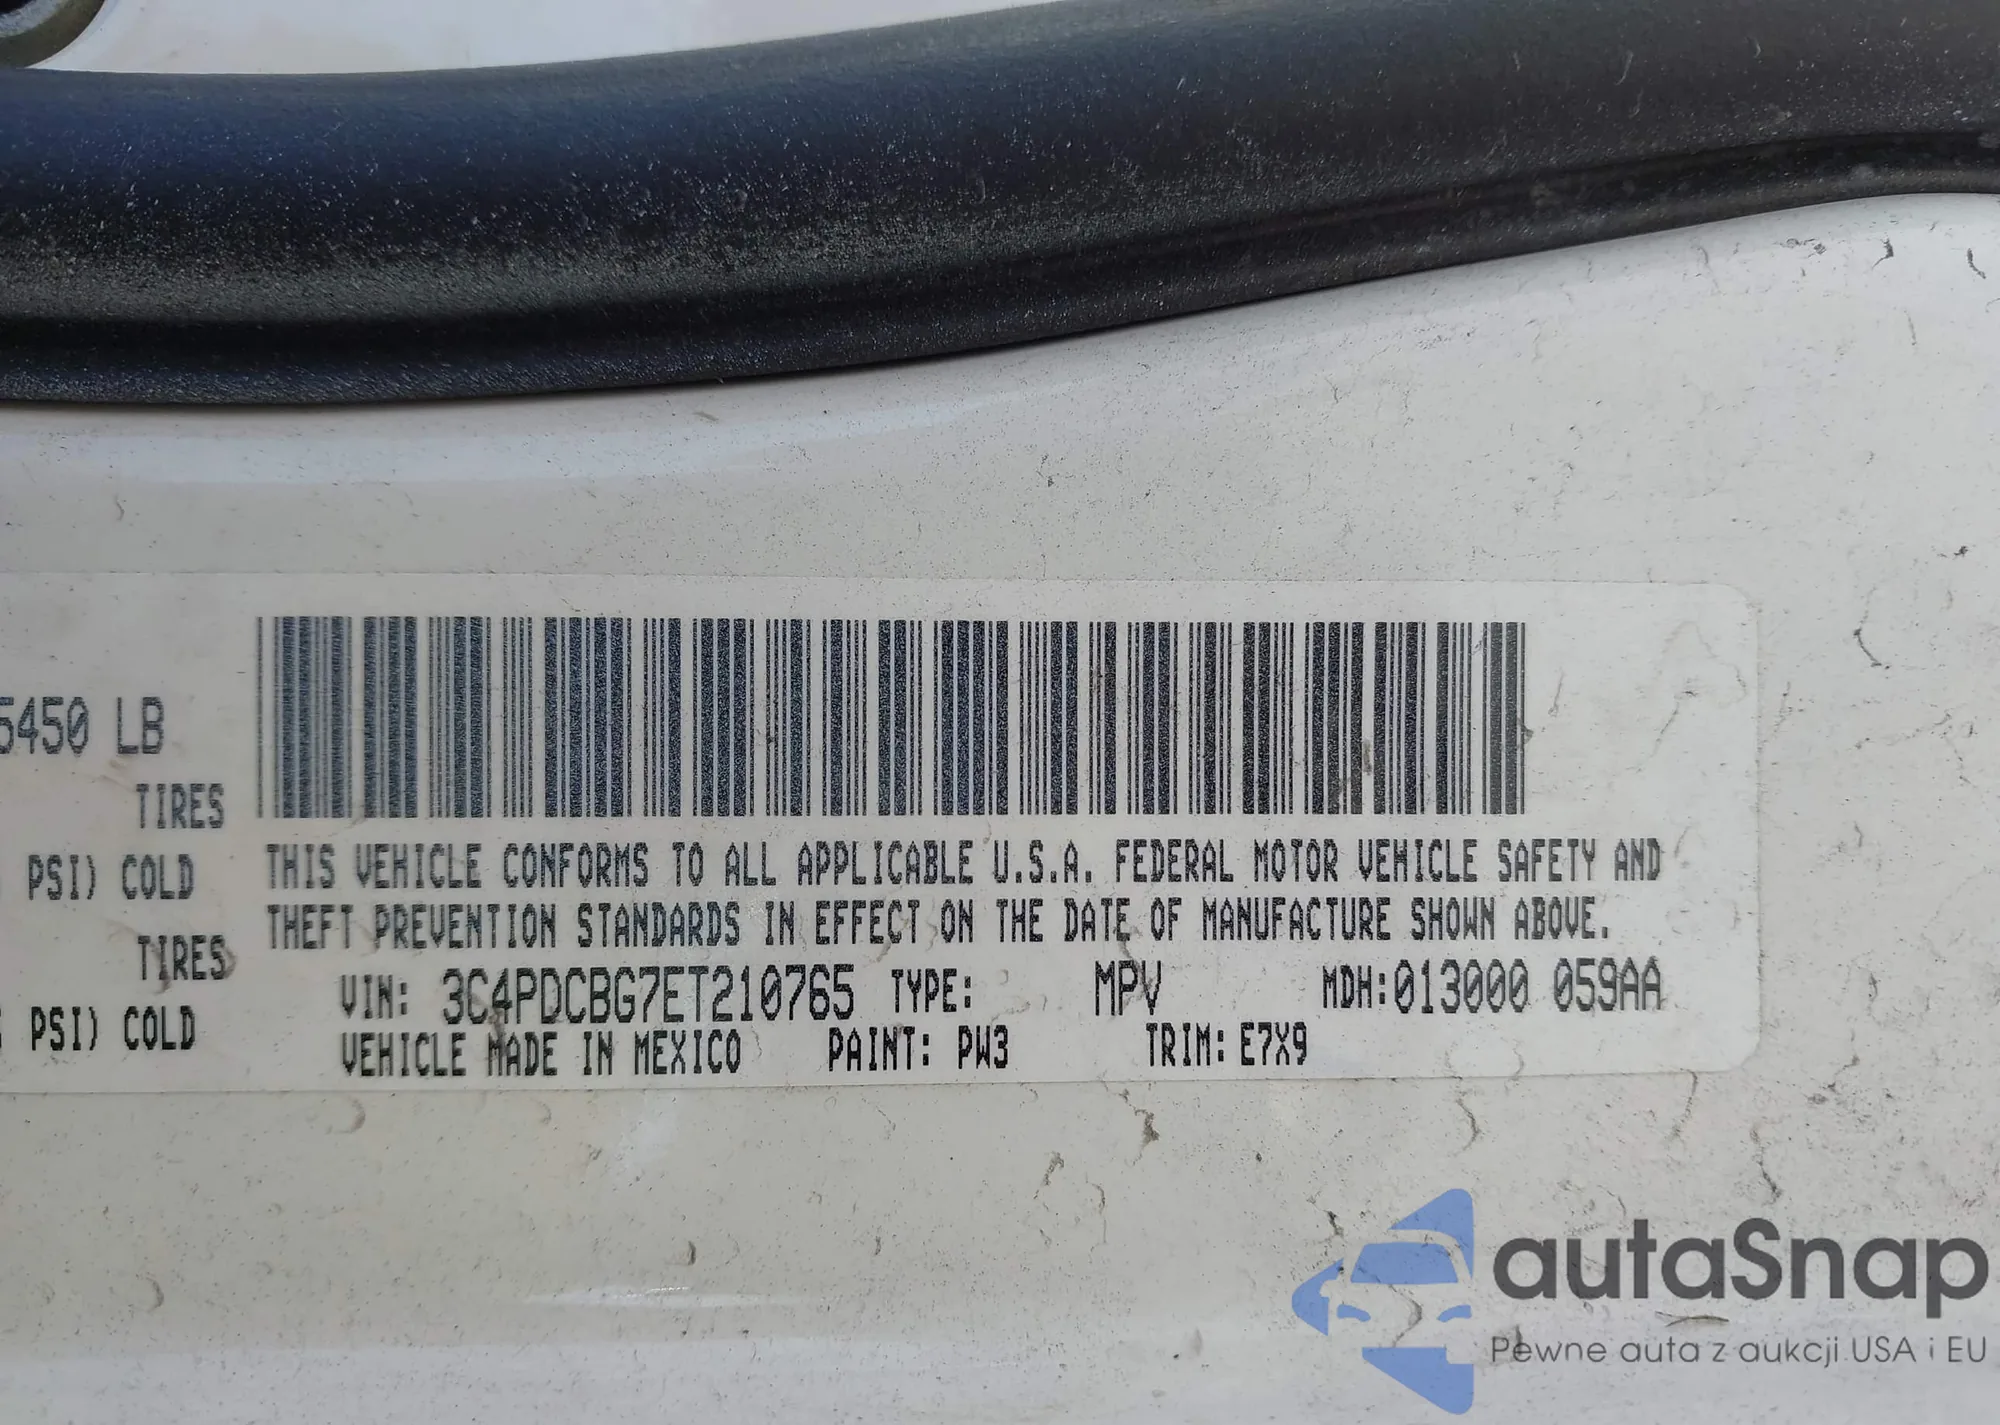 5450 LB
TIRES
PSI) COLD
THIS VEHICLE CONFORMS TO ALL APPLICABLE U.S.A. FEDERAL MOTOR VEHICLE SAFETY AND
THEFT PREVENTION STANDARDS IN EFFECT ON THE DATE OF MANUFACTURE SHOWN ABOVE.
TIRES
VIN: 3C4PDCBG7ET210765 TYPE: MPV MDH:013000 059AA
PSI) COLD
VEHICLE MADE IN MEXICO PAINT: PW3 TRIM: E7X9
autaSnap
Pewne auta z aukcji USA i EU